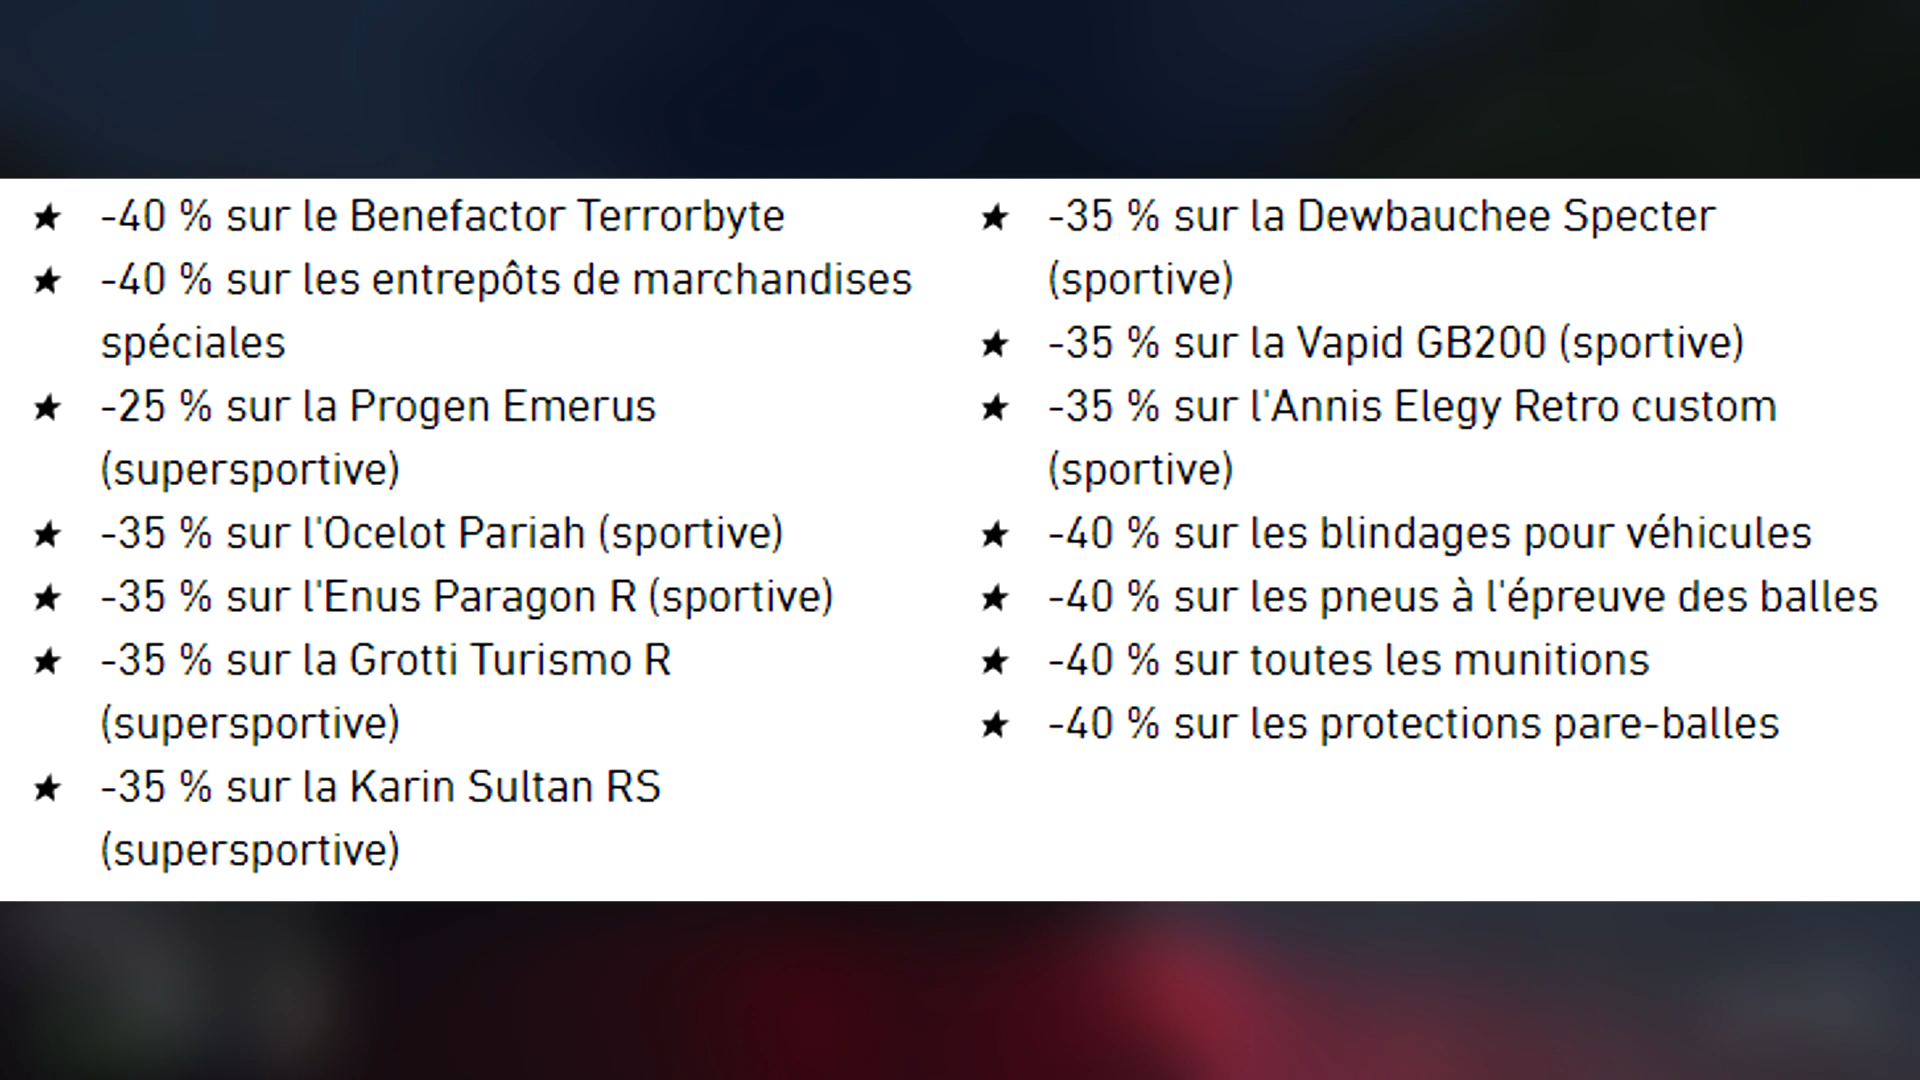 ★ -40 % sur le Benefactor Terrorbyte
★ -40 % sur les entrepôts de marchandises
spéciales
★ -25 % sur la Progen Emerus
(supersportive)
★ -35 % sur l'Ocelot Pariah (sportive)
★ -35 % sur l'Enus Paragon R (sportive)
★ -35 % sur la Grotti Turismo R
(supersportive)
★ -35 % sur la Karin Sultan RS
(supersportive)
★ -35 % sur la Dewbauchee Specter
(sportive)
★ -35 % sur la Vapid GB200 (sportive)
★ -35 % sur l'Annis Elegy Retro custom
(sportive)
★ -40 % sur les blindages pour véhicules
★ -40 % sur les pneus à l'épreuve des balles
★ -40 % sur toutes les munitions
★ -40 % sur les protections pare-balles